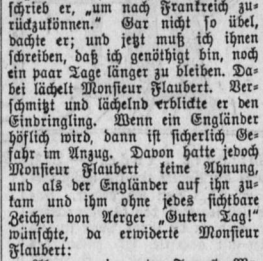 schrieb er, „um nach Frankreich zu-
rückzukönnen.“ Gar nicht so übel,
dachte er; und jetzt muß ich ihnen
schreiben, daß ich genöthigt bin, noch
ein paar Tage länger zu bleiben. Da-
bei lächelt Monsieur Flaubert. Ver-
schmitzt und lächelnd erblickte er den
Eindringling. Wenn ein Engländer
höflich wird, dann ist sicherlich Ge-
fahr im Anzug. Davon hatte jedoch
Monsieur Flaubert keine Ahnung,
und als der Engländer auf ihn zu-
kam und ihm ohne jedes sichtbare
Zeichen von Aerger „Guten Tag!“
wünschte, da erwiderte Monsieur
Flaubert: